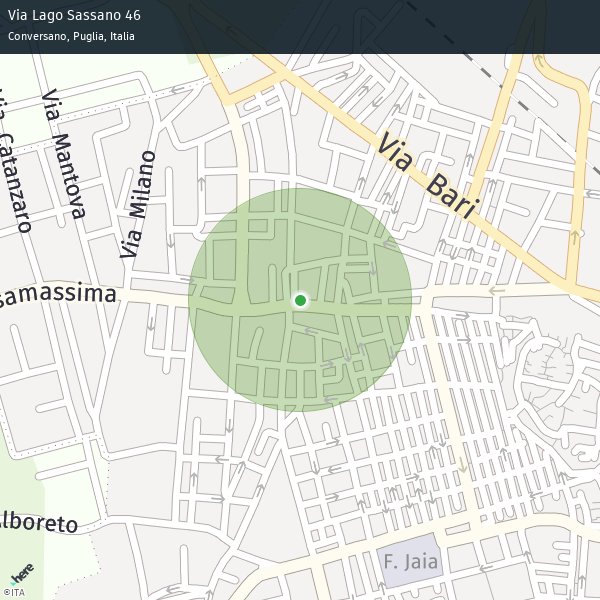 Via Lago Sassano 46
Conversano, Puglia, Italia
Via Catanzaro
Via Mantova
Via Milano
Via Bari
samassima
Alboreto
F. Jaia
here
©ITA